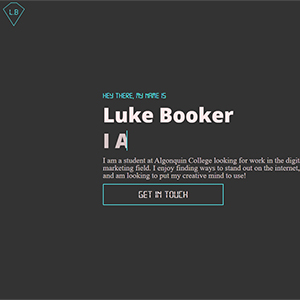 LB
HEY THERE, MY NAME IS
Luke Booker
I A
I am a student at Algonquin College looking for work in the digit
marketing field. I enjoy finding ways to stand out on the internet,
and am looking to put my creative mind to use!
GET IN TOUCH